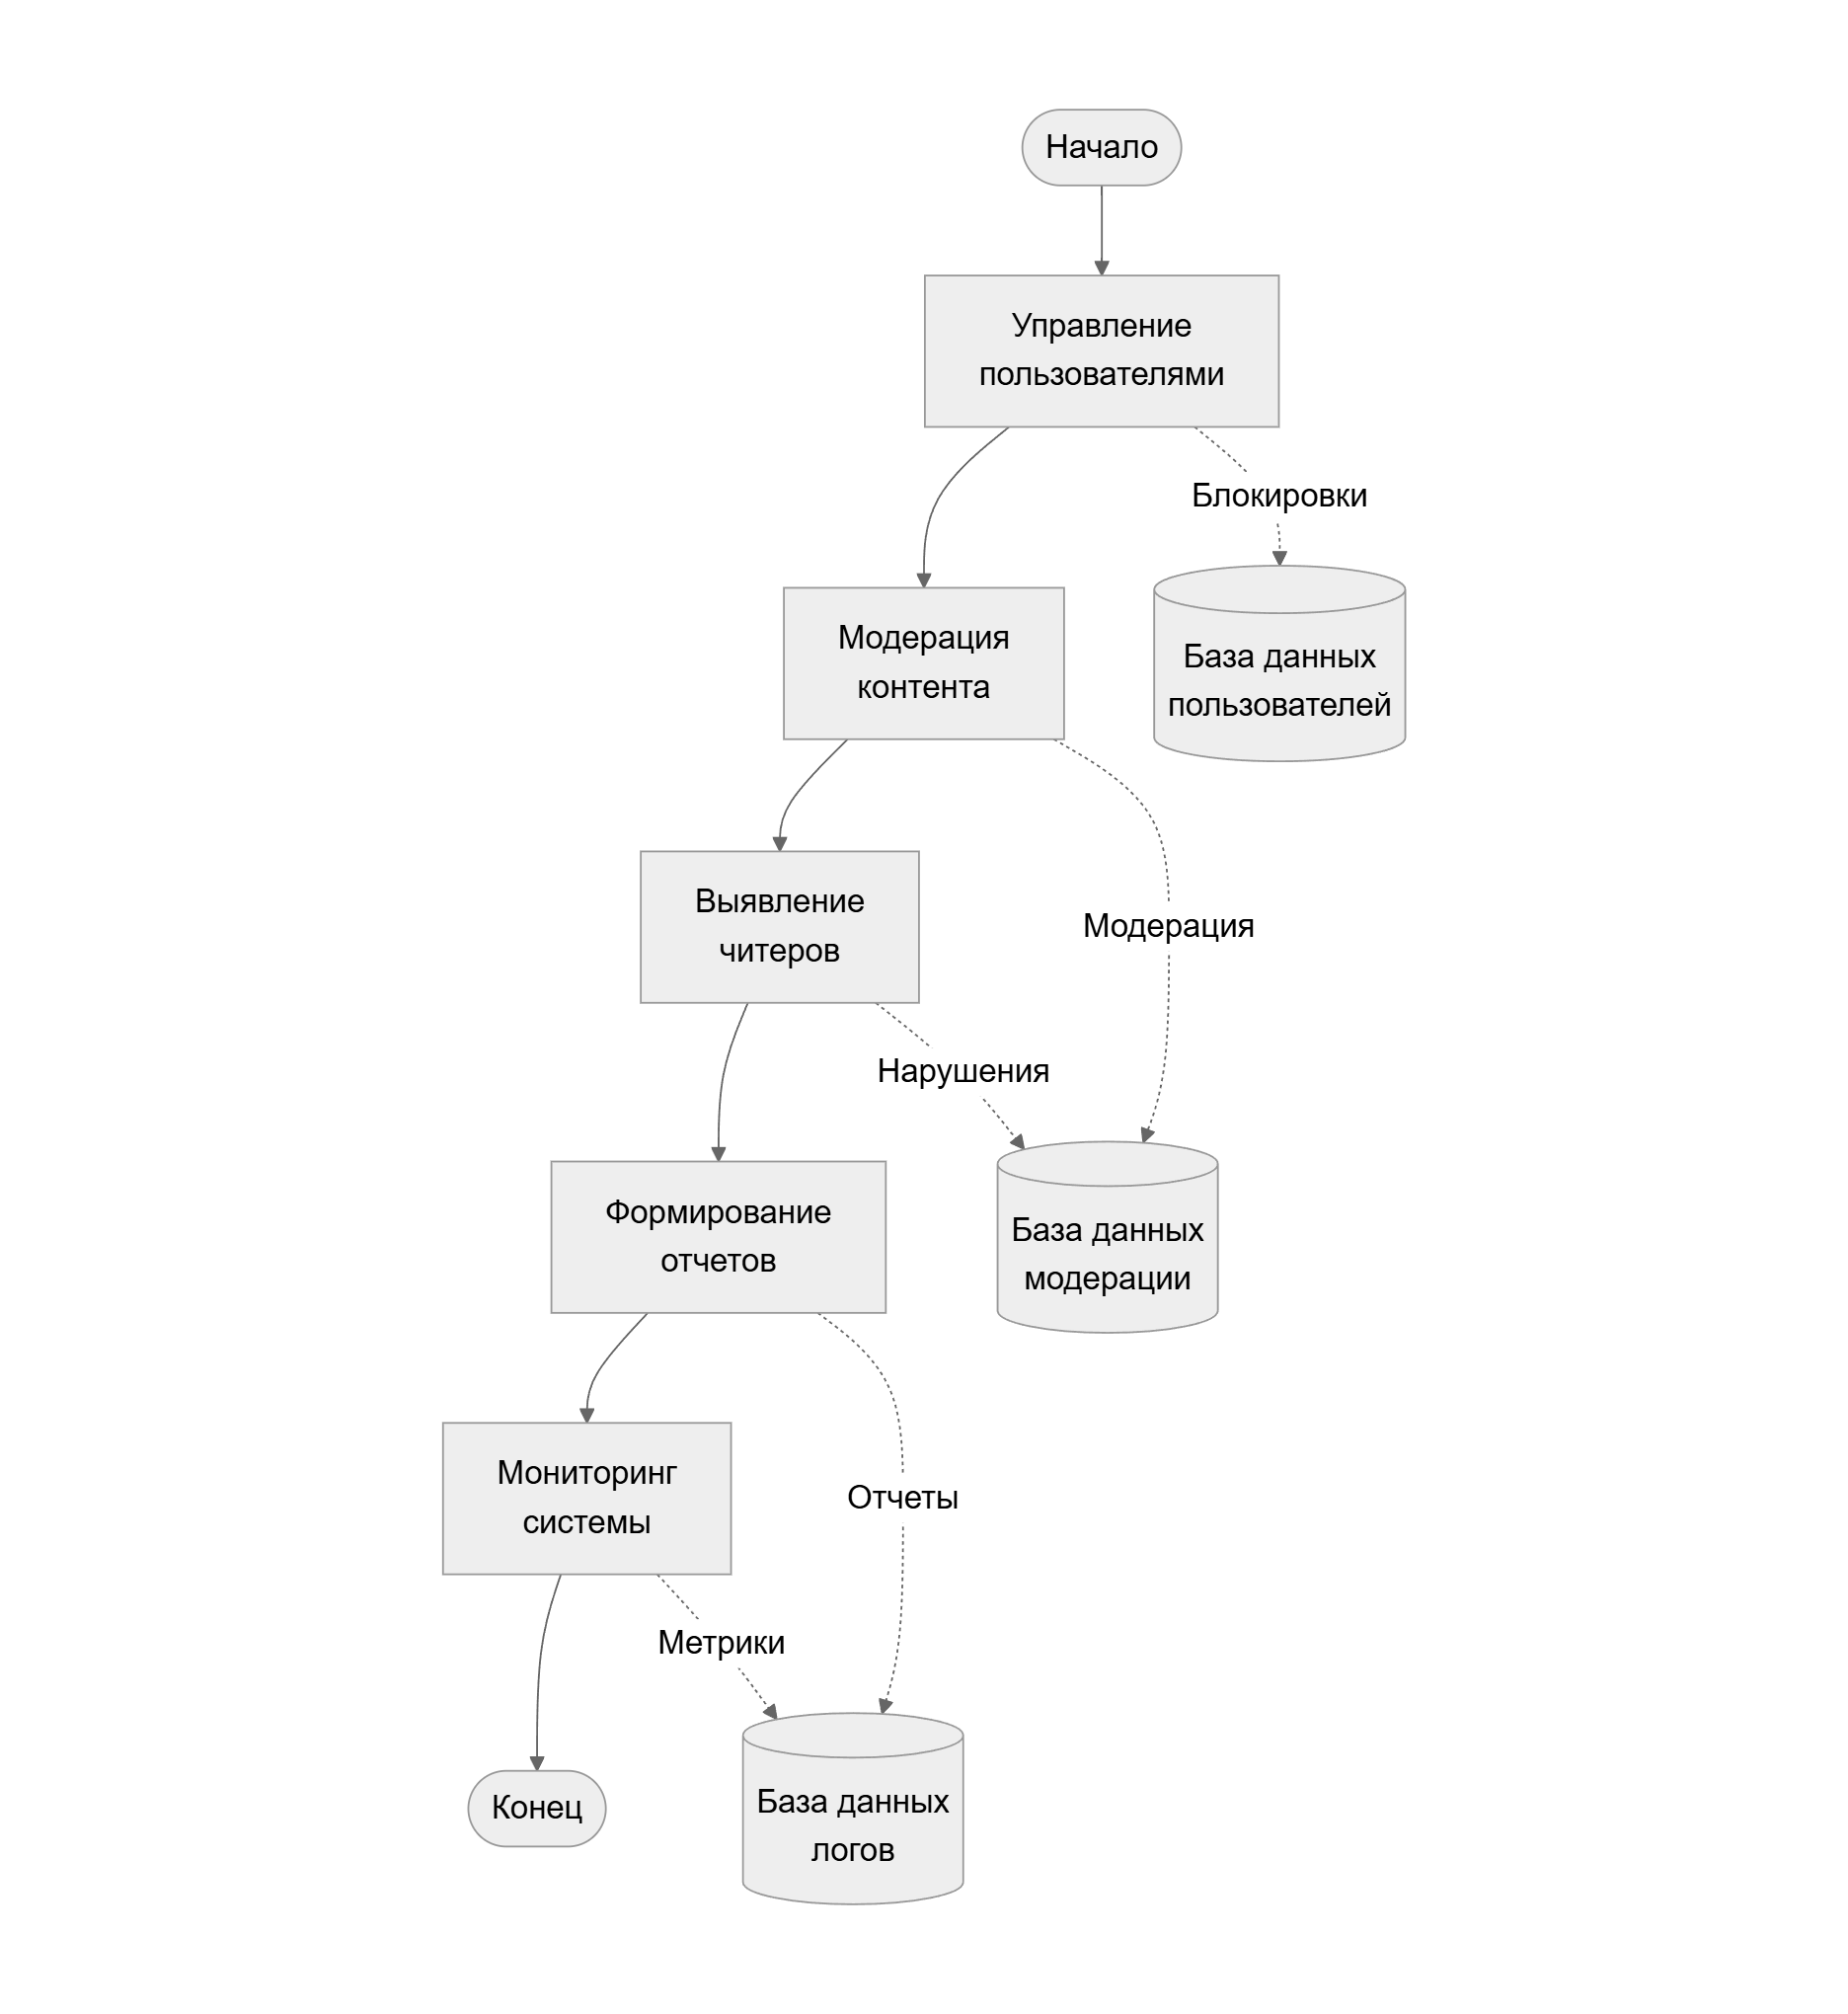 Начало
Управление
пользователями
Блокировки
База данных
пользователей
Модерация
контента
Выявление
читеров
Модерация
Нарушения
База данных
модерации
Формирование
отчетов
Мониторинг
системы
Отчеты
Метрики
База данных
логов
Конец